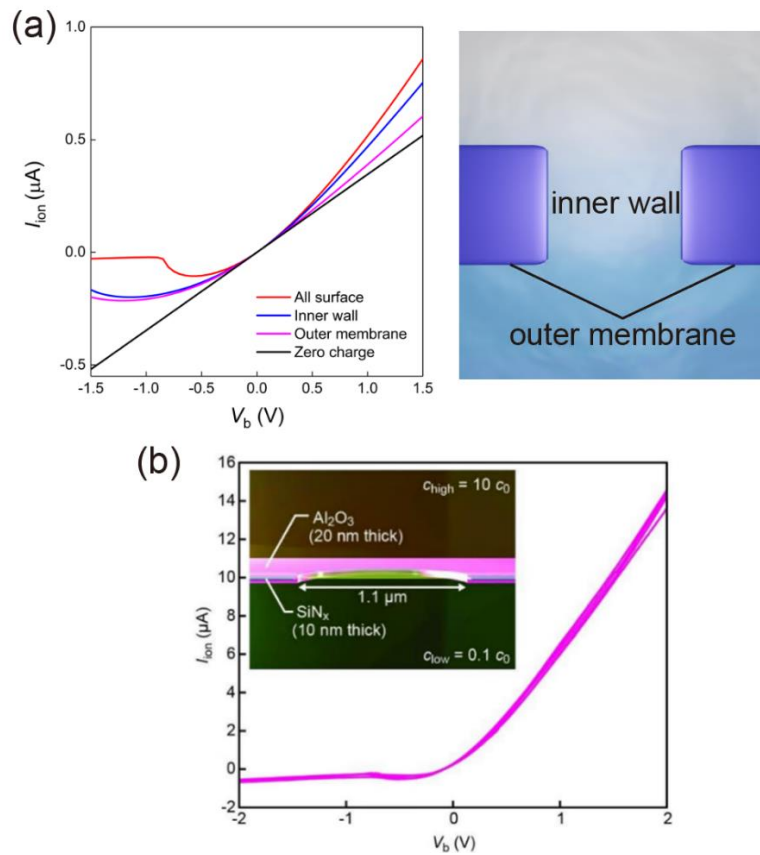 (a)
1.0
0.5
0.0
-0.5
I_ion (μA)
All surface
Inner wall
Outer membrane
Zero charge
-1.5 -1.0 -0.5 0.0 0.5 1.0 1.5
V_b (V)
inner wall
outer membrane
(b)
16
14
12
10
8
6
4
2
0
-2
I_ion (μA)
c_high = 10 c_0
Al₂O₃
(20 nm thick)
1.1 μm
SiN_x
(10 nm thick)
c_low = 0.1 c_0
-2 -1 0 1 2
V_b (V)